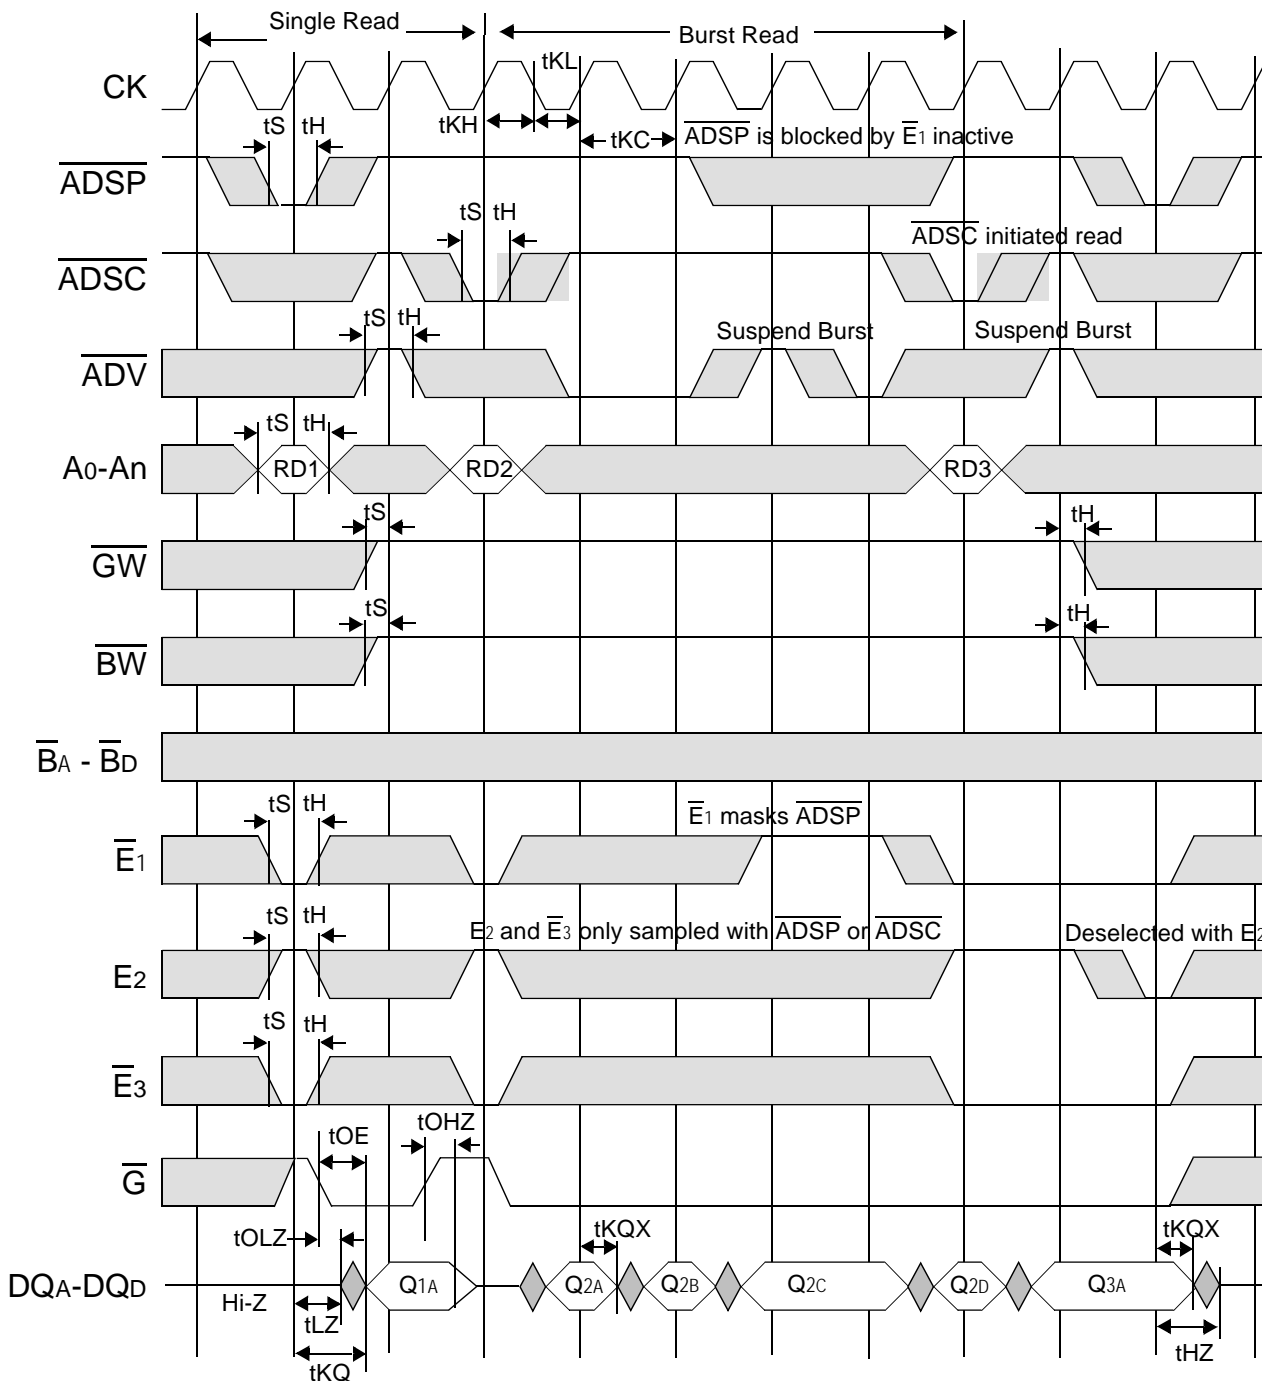 Single Read
Burst Read
CK
tKL
tKH
tKC
ADSP is blocked by E1 inactive
tS tH
ADSP
tS tH
ADSC initiated read
ADSC
tS tH
Suspend Burst
Suspend Burst
ADV
tS tH
A0-An
RD1
RD2
RD3
tS
tH
GW
tS
tH
BW
BA - BD
tS tH
E1 masks ADSP
E1
tS tH
E2 and E3 only sampled with ADSP or ADSC
Deselected with E2
E2
tS tH
E3
tOE
tOHZ
G
tOLZ
tKQX
tKQX
DQA-DQD
Q1A
Q2A
Q2B
Q2C
Q2D
Q3A
Hi-Z
tLZ
tHZ
tKQ